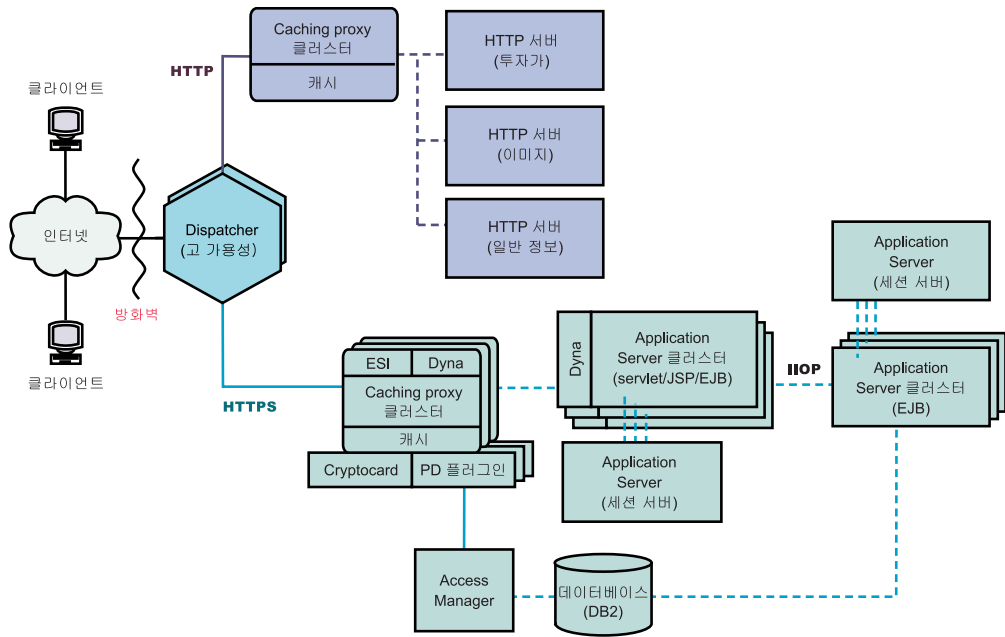 Caching proxy
클러스터
캐시
HTTP
HTTP 서버
(투자가)
HTTP 서버
(이미지)
HTTP 서버
(일반 정보)
클라이언트
인터넷
Dispatcher
(고 가용성)
방화벽
클라이언트
HTTPS
ESI
Dyna
Caching proxy
클러스터
캐시
Cryptocard
PD 플러그인
Dyna
Application
Server 클러스터
(servlet/JSP/EJB)
Application
Server
(세션 서버)
IIOP
Application
Server
(세션 서버)
Application
Server 클러스터
(EJB)
Access
Manager
데이터베이스
(DB2)